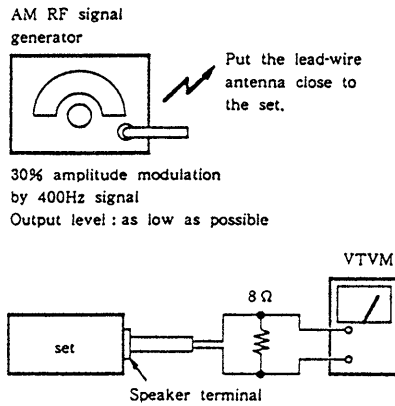 AM RF signal
generator
Put the lead-wire
antenna close to
the set.
30% amplitude modulation
by 400Hz signal
Output level : as low as possible
VTVM
8 Ω
set
Speaker terminal